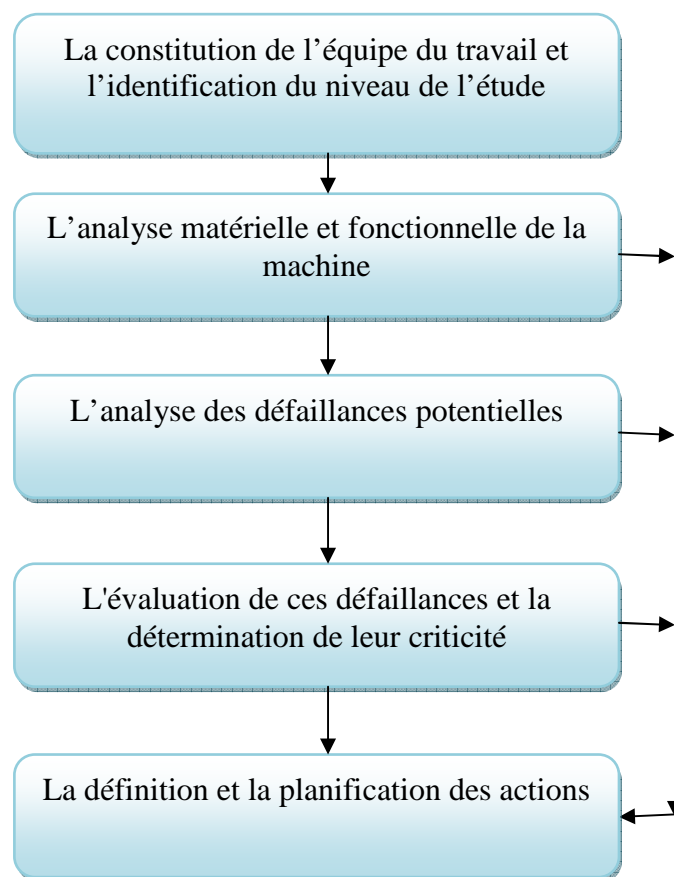 La constitution de l’équipe du travail et
l’identification du niveau de l’étude
L’analyse matérielle et fonctionnelle de la
machine
L’analyse des défaillances potentielles
L'évaluation de ces défaillances et la
détermination de leur criticité
La définition et la planification des actions